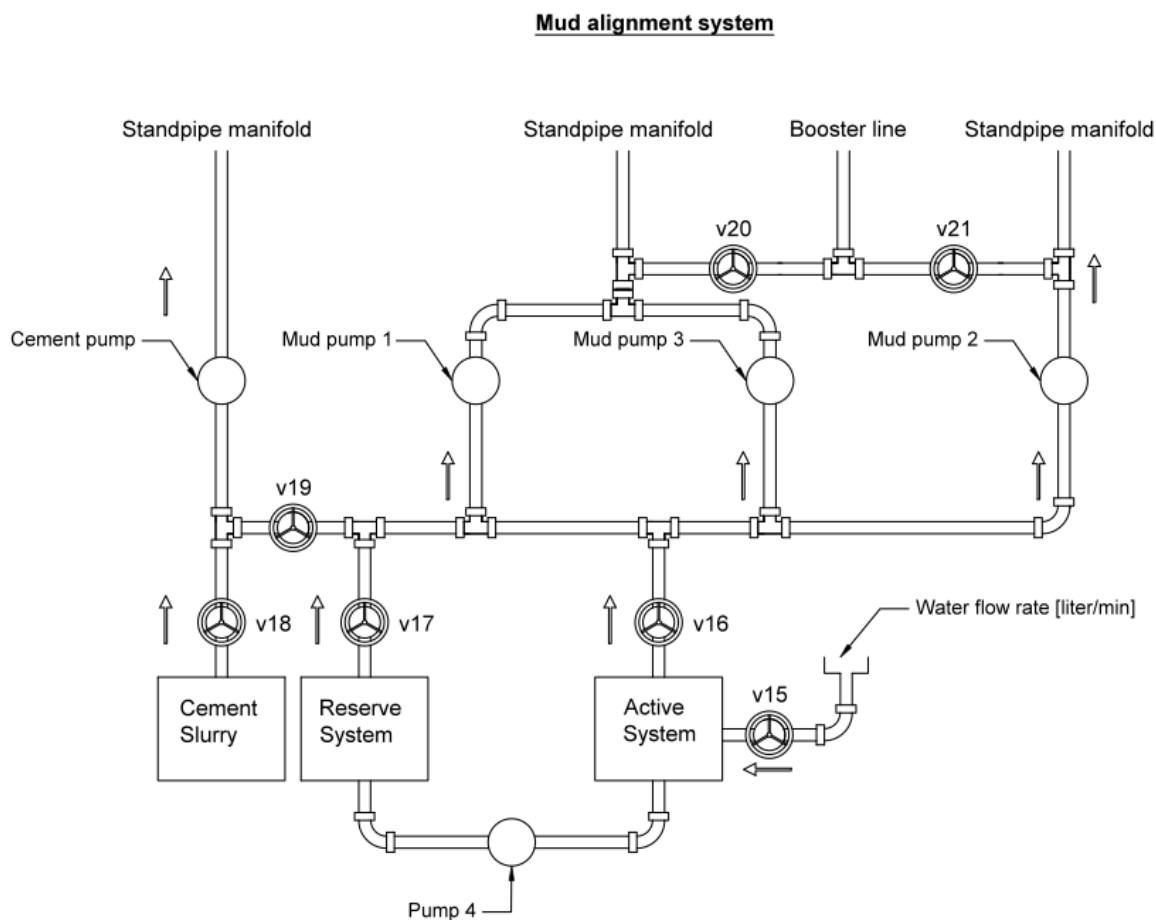 Mud alignment system
Standpipe manifold
Standpipe manifold
Booster line
Standpipe manifold
v20
v21
Cement pump
Mud pump 1
Mud pump 3
Mud pump 2
v19
v18
v17
v16
Water flow rate [liter/min]
v15
Cement
Slurry
Reserve
System
Active
System
Pump 4